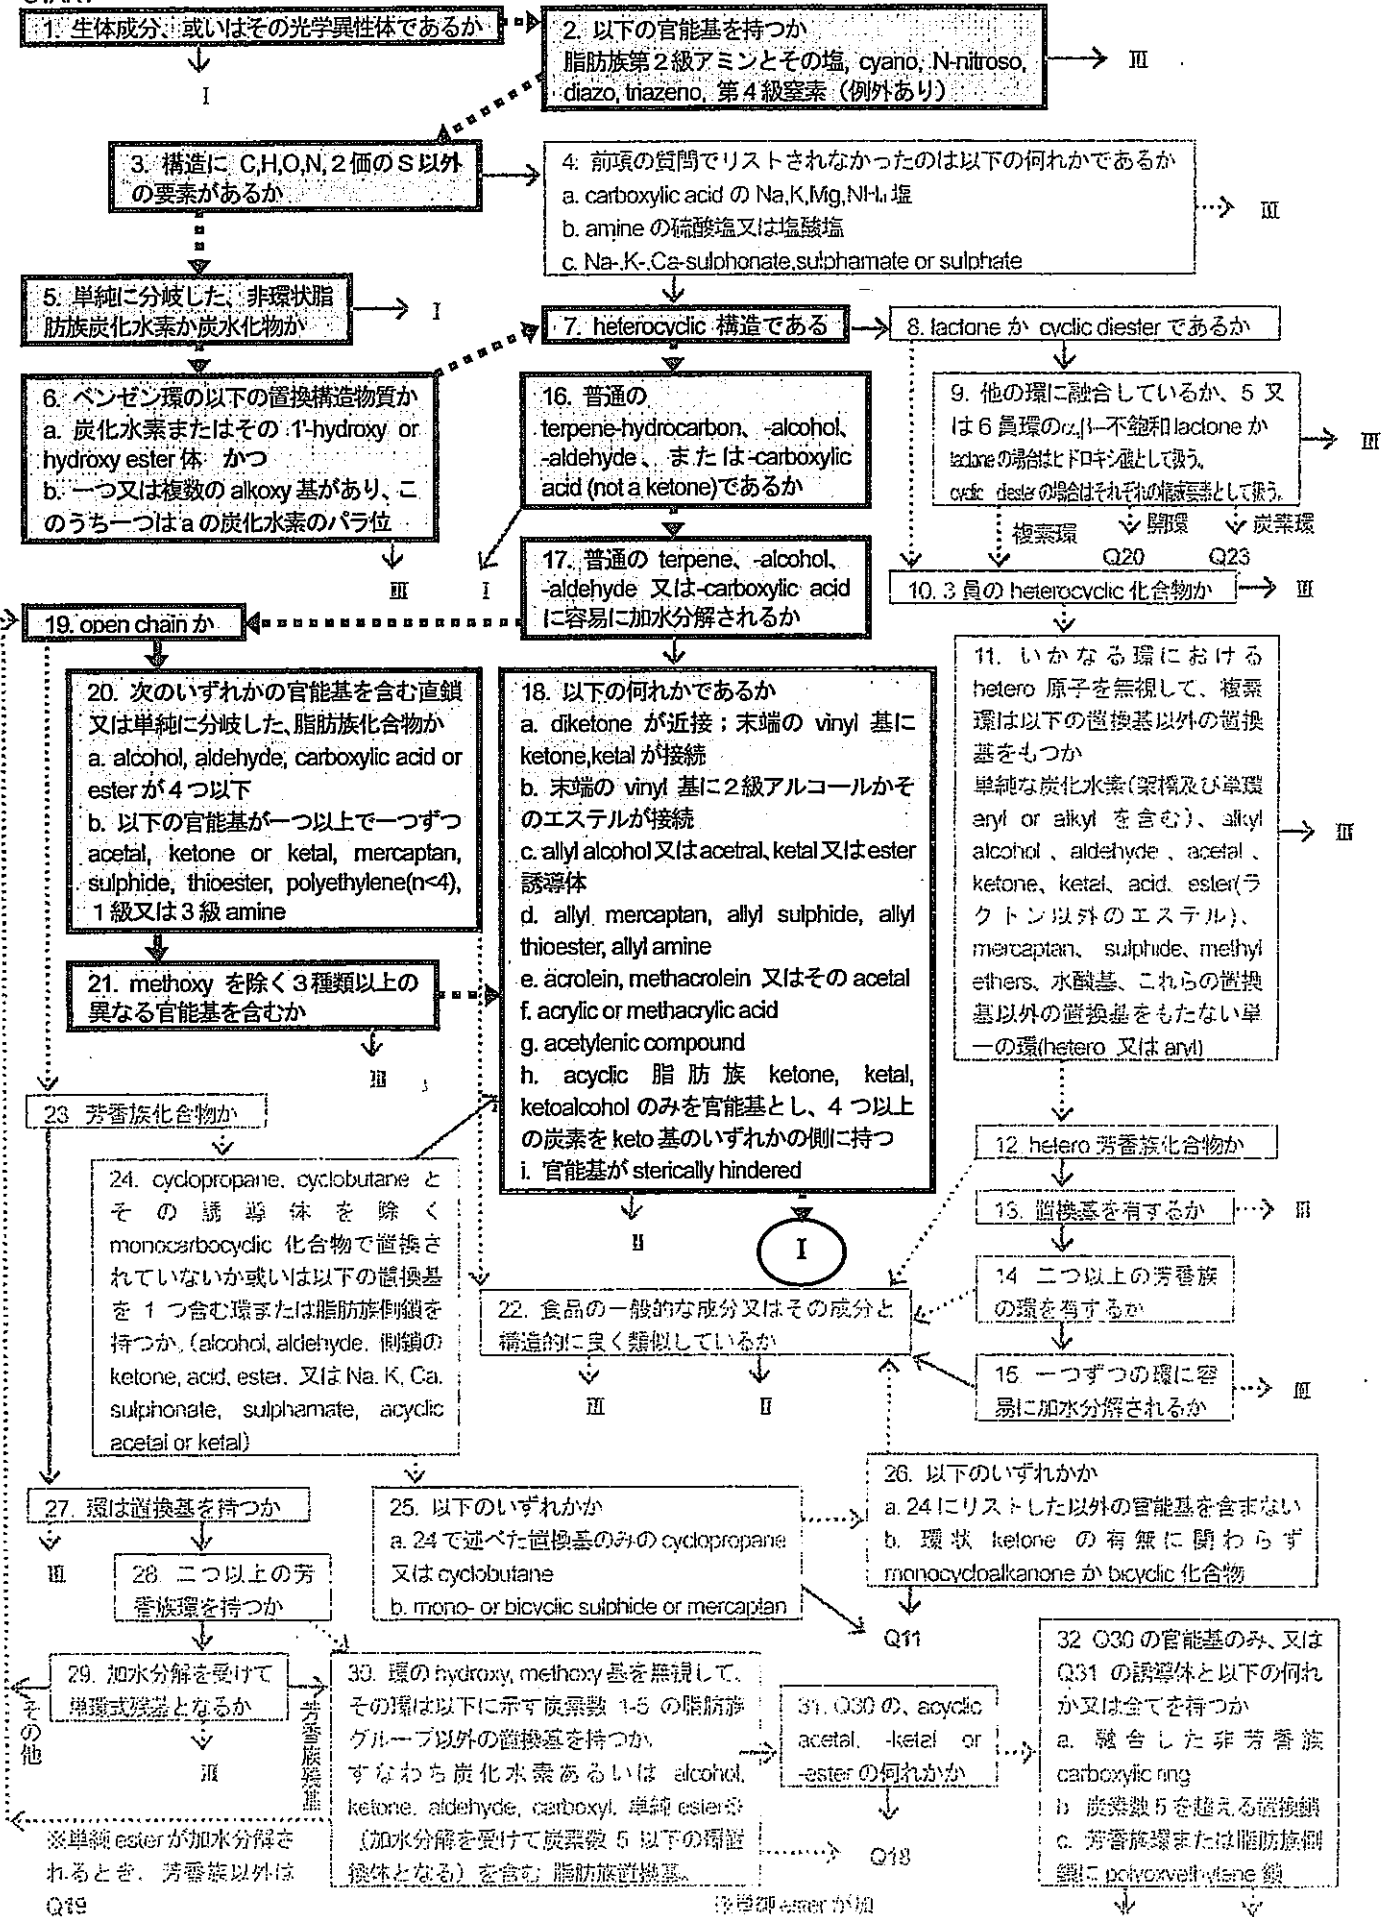 1. 生体成分、或いはその光学異性体であるか
I
2. 以下の官能基を持つか
脂肪族第2級アミンとその塩, cyano, N-nitroso,
diazo, triazeno, 第4級窒素（例外あり）
III
3. 構造に C,H,O,N,2価のS以外
の要素があるか
4. 前項の質問でリストされなかったのは以下の何れかであるか
a. carboxylic acid の Na,K,Mg,NH₄ 塩
b. amine の硫酸塩又は塩酸塩
c. Na-,K-,Ca-sulphonate,sulphamate or sulphate
III
5. 単純に分岐した、非環状脂
肪族炭化水素か炭水化物か
I
7. heterocyclic 構造である
8. lactone か cyclic diester であるか
6. ベンゼン環の以下の置換構造物質か
a. 炭化水素またはその 1'-hydroxy or
hydroxy ester 体 かつ
b. 一つ又は複数の alkoxy 基があり、こ
のうち一つは a の炭化水素のパラ位
III
16. 普通の
terpene-hydrocarbon、-alcohol、
-aldehyde、または-carboxylic
acid (not a ketone)であるか
I
9. 他の環に融合しているか、5 又
は6員環のα,β-不飽和 lactone か
lactone の場合はヒドロキシ酸として扱う。
cyclic diester の場合はそれぞれの構成要素として扱う。
III
複素環
開環
炭素環
Q20
Q23
17. 普通の terpene、-alcohol、
-aldehyde 又は-carboxylic acid
に容易に加水分解されるか
10. 3員の heterocyclic 化合物か
III
19. open chain か
20. 次のいずれかの官能基を含む直鎖
又は単純に分岐した、脂肪族化合物か
a. alcohol, aldehyde, carboxylic acid or
ester が4つ以下
b. 以下の官能基が一つ以上で一つずつ
acetal, ketone or ketal, mercaptan,
sulphide, thioester, polyethylene(n<4),
1級又は3級 amine
21. methoxy を除く3種類以上の
異なる官能基を含むか
III
18. 以下の何れかであるか
a. diketone が近接；末端の vinyl 基に
ketone,ketal が接続
b. 末端の vinyl 基に2級アルコールかそ
のエステルが接続
c. allyl alcohol 又は acetral, ketal 又は ester
誘導体
d. allyl mercaptan, allyl sulphide, allyl
thioester, allyl amine
e. acrolein, methacrolein 又はその acetal
f. acrylic or methacrylic acid
g. acetylenic compound
h. acyclic 脂肪族 ketone, ketal,
ketoalcohol のみを官能基とし、4つ以上
の炭素を keto 基のいずれかの側に持つ
i. 官能基が sterically hindered
II
I
11. いかなる環における
hetero 原子を無視して、複素
環は以下の置換基以外の置換
基をもつか
単純な炭化水素(架橋及び単環
aryl or alkyl を含む)、alkyl
alcohol、aldehyde、acetal、
ketone、ketal、acid、ester(ラ
クトン以外のエステル)、
mercaptan、sulphide、methyl
ethers、水酸基、これらの置換
基以外の置換基をもたない単
一の環(hetero 又は aryl)
III
12. hetero 芳香族化合物か
13. 置換基を有するか
III
14. 二つ以上の芳香族
の環を有するか
15. 一つずつの環に容
易に加水分解されるか
III
22. 食品の一般的な成分又はその成分と
構造的に良く類似しているか
III
II
23. 芳香族化合物か
24. cyclopropane, cyclobutane と
その誘導体を除く
monocarbocyclic 化合物で置換さ
れていないか或いは以下の置換基
を1つ含む環または脂肪族側鎖を
持つか。(alcohol, aldehyde, 側鎖の
ketone, acid, ester, 又は Na, K, Ca,
sulphonate, sulphamate, acyclic
acetal or ketal)
25. 以下のいずれかか
a. 24で述べた置換基のみの cyclopropane
又は cyclobutane
b. mono- or bicyclic sulphide or mercaptan
26. 以下のいずれかか
a. 24にリストした以外の官能基を含まない
b. 環状 ketone の有無に関わらず
monocycloalkanone か bicyclic 化合物
Q11
27. 環は置換基を持つか
III
28. 二つ以上の芳
香族環を持つか
29. 加水分解を受けて
単環式残基となるか
III
その他
芳香族残基
30. 環の hydroxy, methoxy 基を無視して、
その環は以下に示す炭素数 1-5 の脂肪族
グループ以外の置換基を持つか。
すなわち炭化水素あるいは alcohol,
ketone, aldehyde, carboxyl, 単純 ester※
(加水分解を受けて炭素数 5 以下の環置
換体となる) を含む 脂肪族置換基。
31. Q30 の、acyclic
acetal, -ketal or
-ester の何れかか
Q18
32 Q30 の官能基のみ、又は
Q31 の誘導体と以下の何れ
か又は全てを持つか
a. 融合した非芳香族
carboxylic ring
b 炭素数5を超える置換鎖
c. 芳香族環または脂肪族側
鎖に polyoxyethylene 鎖
※単純 ester が加水分解さ
れるとき、芳香族以外は
Q19